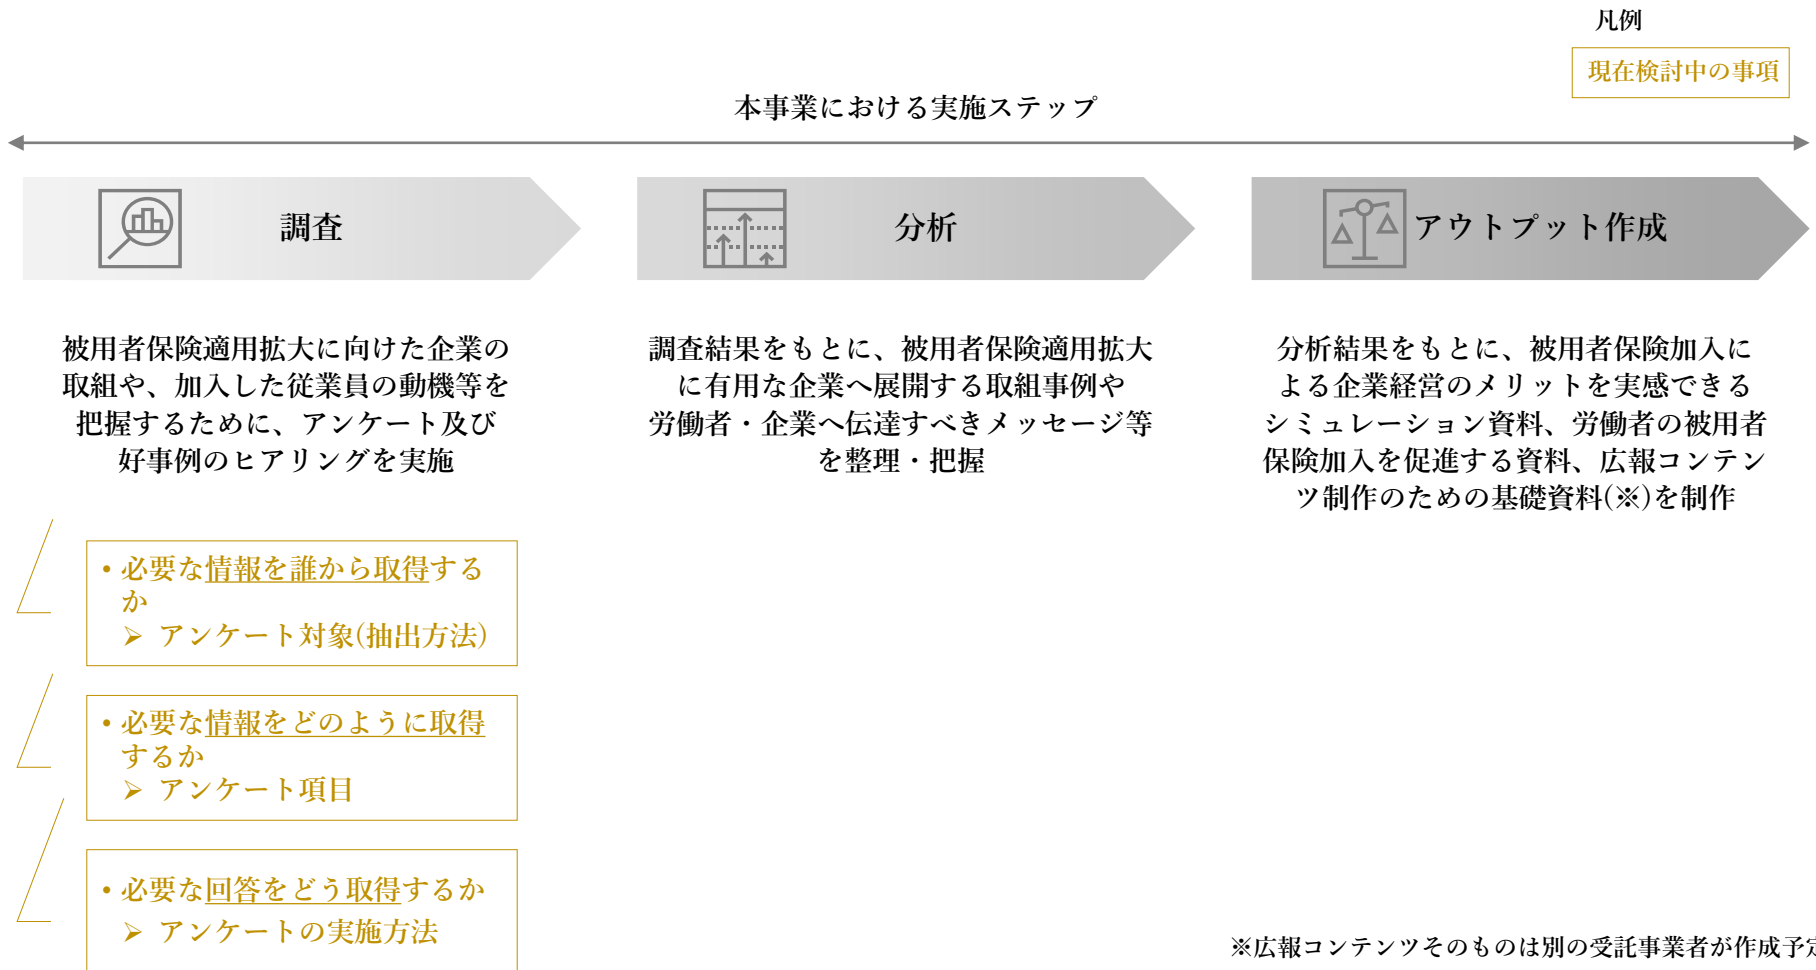 凡例
現在検討中の事項
本事業における実施ステップ
調査
分析
アウトプット作成
被用者保険適用拡大に向けた企業の
取組や、加入した従業員の動機等を
把握するために、アンケート及び
好事例のヒアリングを実施
調査結果をもとに、被用者保険適用拡大
に有用な企業へ展開する取組事例や
労働者・企業へ伝達すべきメッセージ等
を整理・把握
分析結果をもとに、被用者保険加入に
よる企業経営のメリットを実感できる
シミュレーション資料、労働者の被用者
保険加入を促進する資料、広報コンテン
ツ制作のための基礎資料(※)を制作
• 必要な情報を誰から取得する
か
➢ アンケート対象(抽出方法)
• 必要な情報をどのように取得
するか
➢ アンケート項目
• 必要な回答をどう取得するか
➢ アンケートの実施方法
※広報コンテンツそのものは別の受託事業者が作成予定